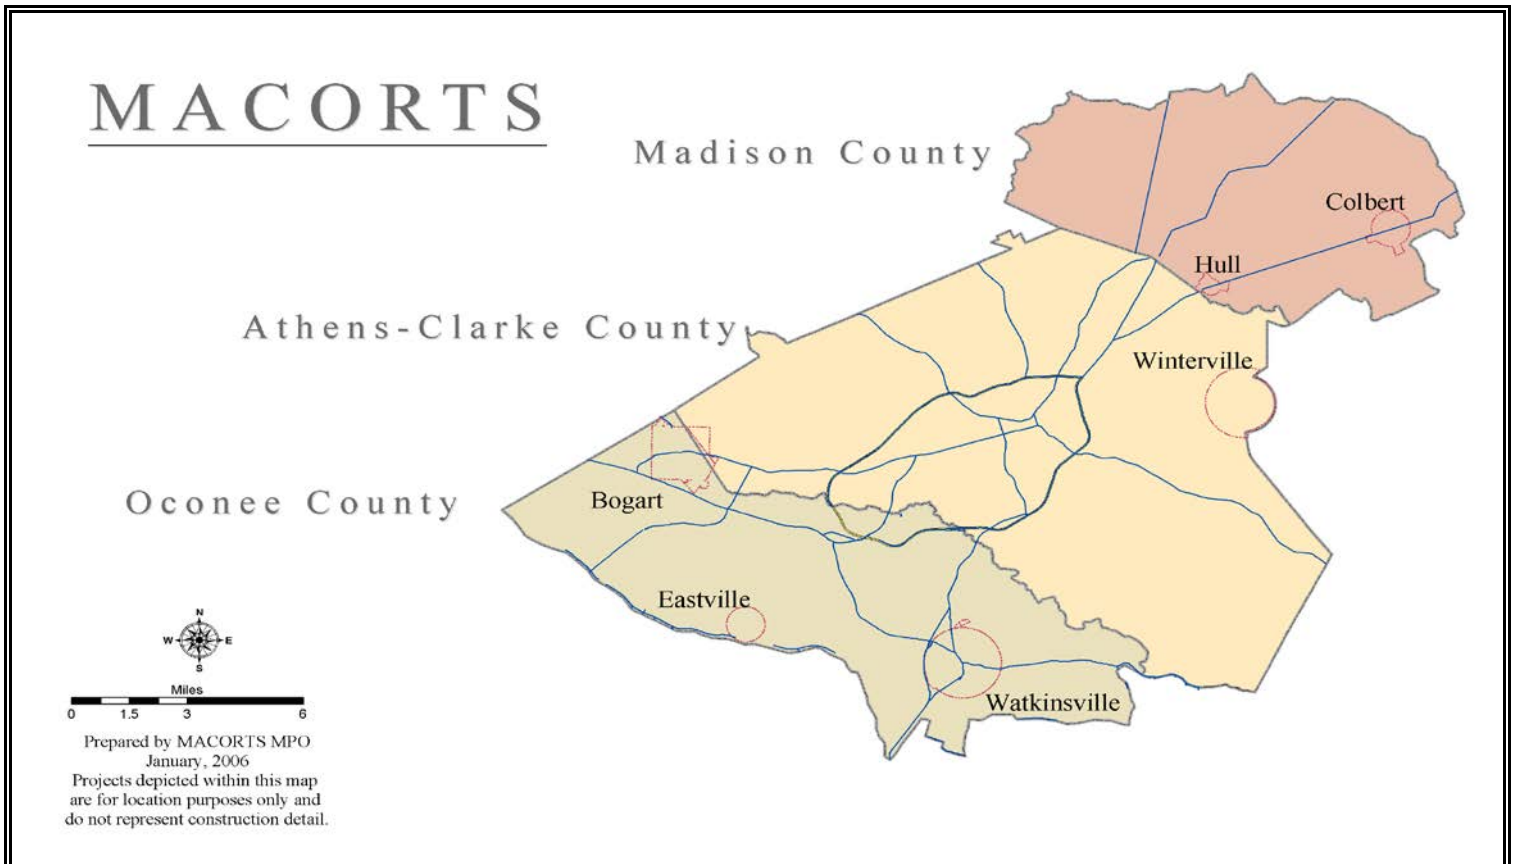 MACORTS
Madison County
Colbert
Hull
Athens-Clarke County
Winterville
Oconee County
Bogart
Eastville
Watkinsville
N
W E
S
Miles
0 1.5 3 6
Prepared by MACORTS MPO
January, 2006
Projects depicted within this map
are for location purposes only and
do not represent construction detail.